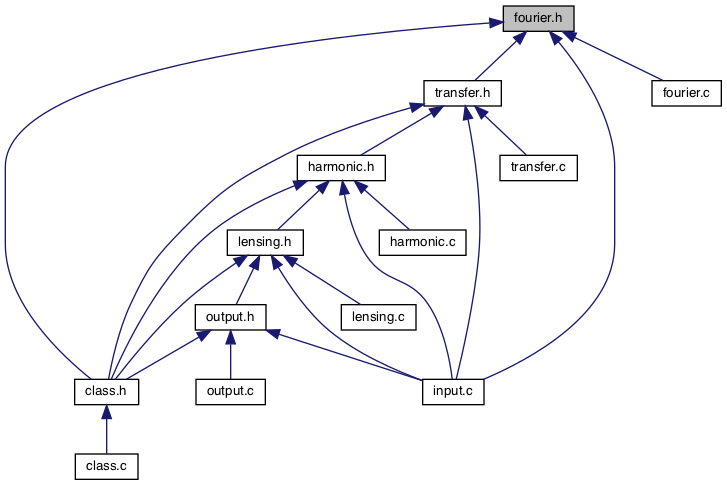 fourier.h
transfer.h
fourier.c
harmonic.h
transfer.c
lensing.h
harmonic.c
output.h
lensing.c
class.h
output.c
input.c
class.c